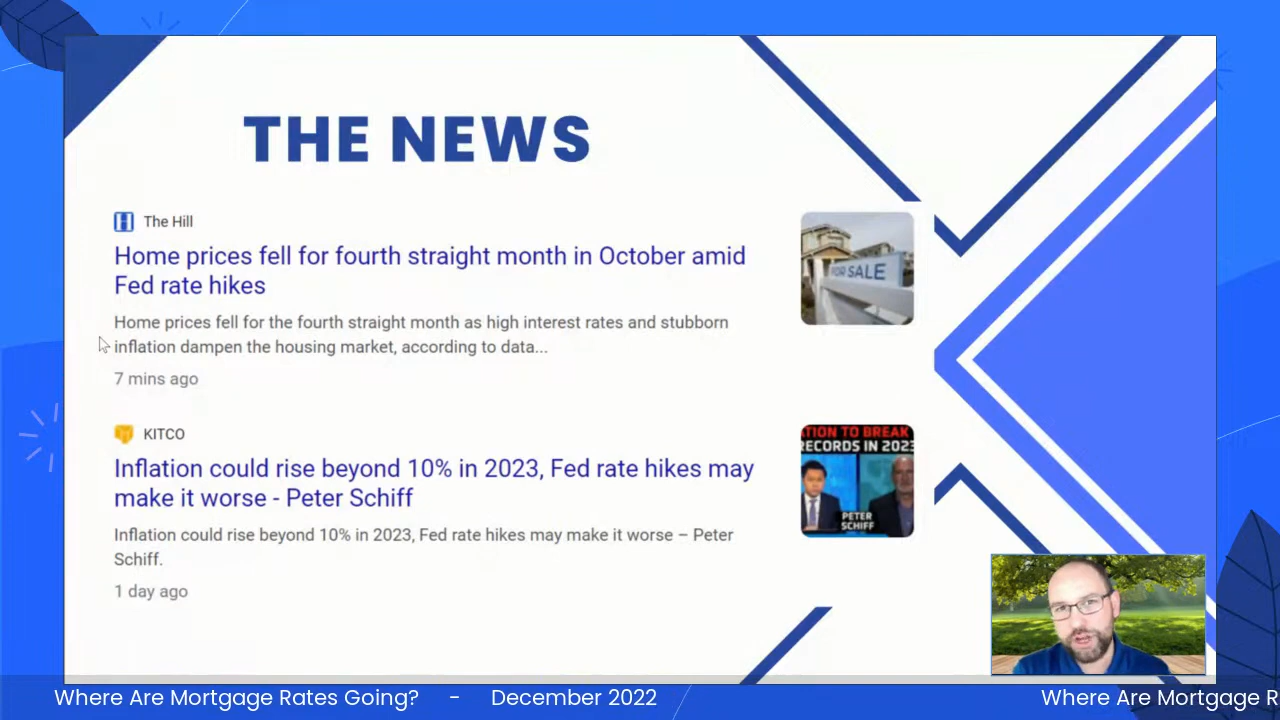 THE NEWS
The Hill
Home prices fell for fourth straight month in October amid
Fed rate hikes
Home prices fell for the fourth straight month as high interest rates and stubborn
inflation dampen the housing market, according to data...
7 mins ago
FOR SALE
KITCO
Inflation could rise beyond 10% in 2023, Fed rate hikes may
make it worse - Peter Schiff
Inflation could rise beyond 10% in 2023, Fed rate hikes may make it worse – Peter
Schiff.
1 day ago
ATION TO BREAK
RECORDS IN 2023
PETER
SCHIFF
Where Are Mortgage Rates Going? - December 2022 Where Are Mortgage R